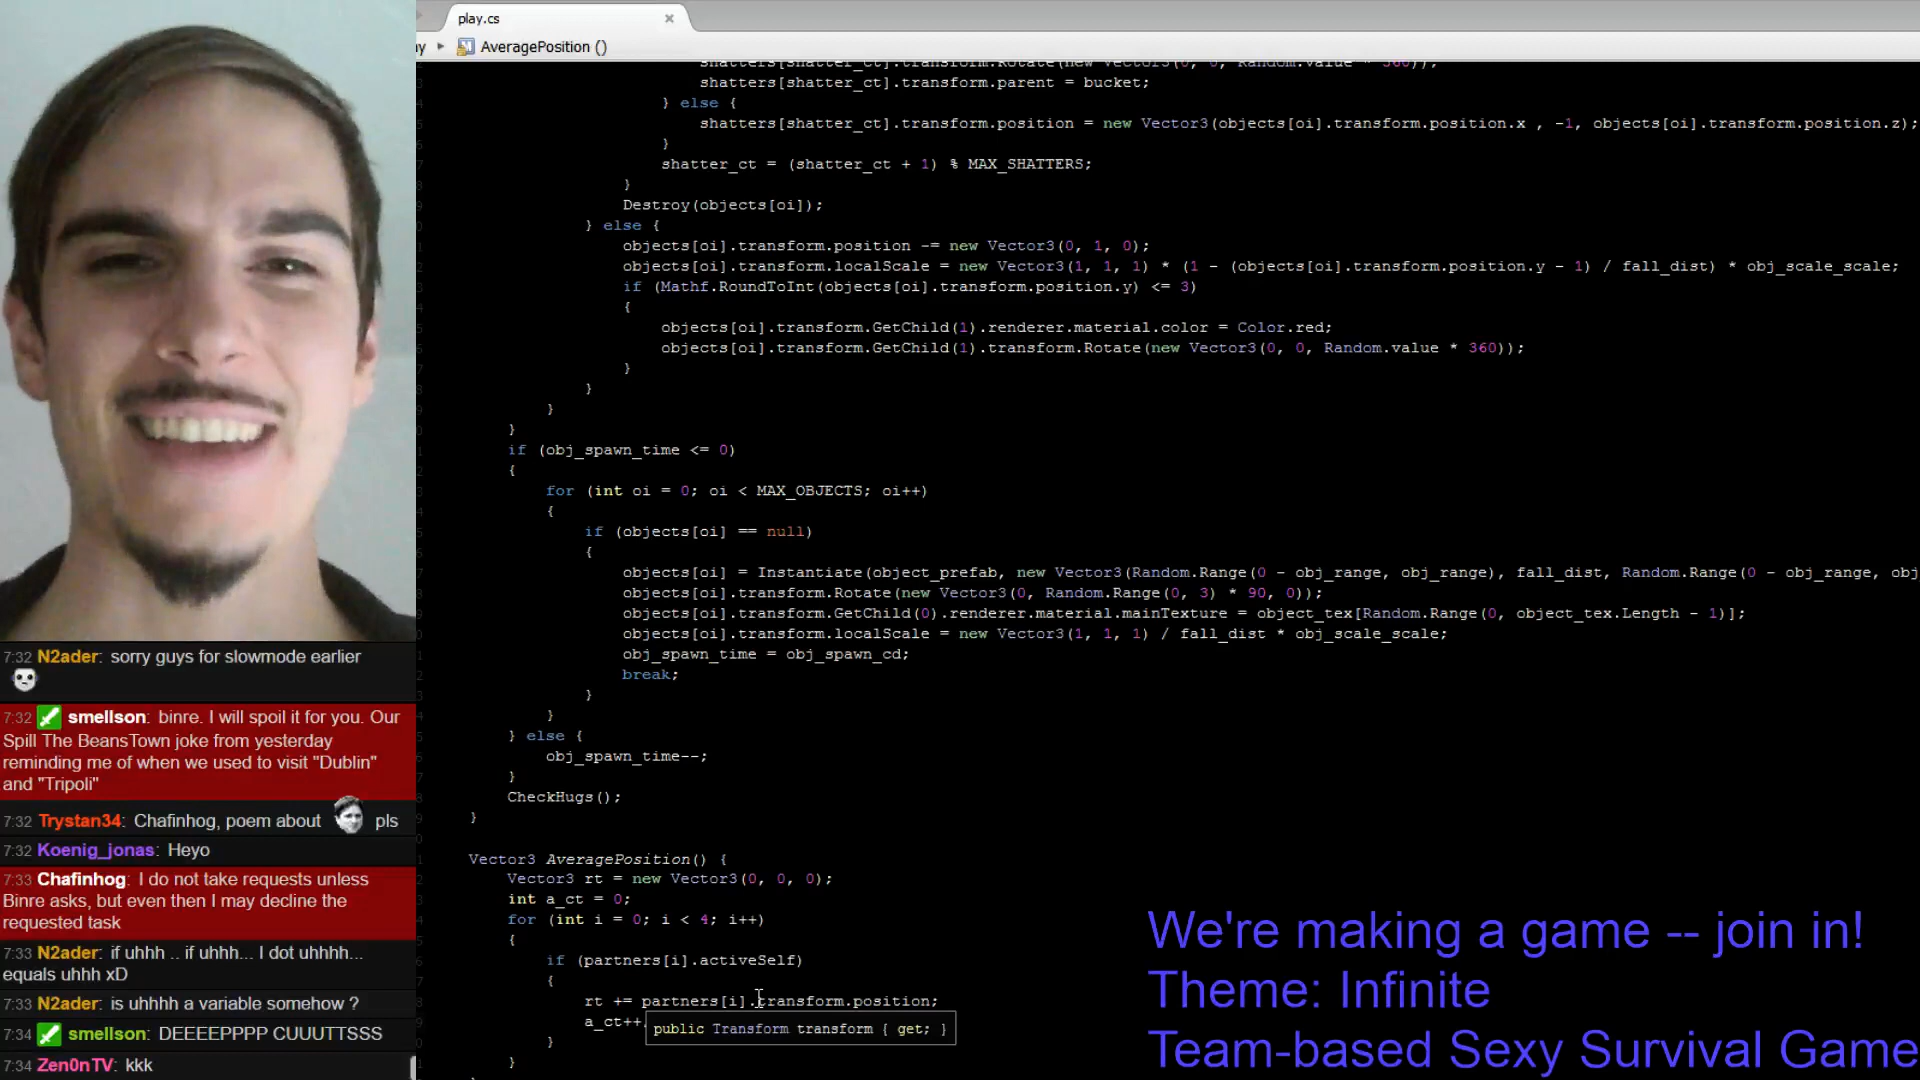 play.cs
AveragePosition ()
shatters[shatter_ct].transform.Rotate(new Vector3(0, 0, Random.value * 360));
shatters[shatter_ct].transform.parent = bucket;
} else {
shatters[shatter_ct].transform.position = new Vector3(objects[oi].transform.position.x , -1, objects[oi].transform.position.z);
}
shatter_ct = (shatter_ct + 1) % MAX_SHATTERS;
}
Destroy(objects[oi]);
} else {
objects[oi].transform.position -= new Vector3(0, 1, 0);
objects[oi].transform.localScale = new Vector3(1, 1, 1) * (1 - (objects[oi].transform.position.y - 1) / fall_dist) * obj_scale_scale;
if (Mathf.RoundToInt(objects[oi].transform.position.y) <= 3)
{
objects[oi].transform.GetChild(1).renderer.material.color = Color.red;
objects[oi].transform.GetChild(1).transform.Rotate(new Vector3(0, 0, Random.value * 360));
}
}
}
}
if (obj_spawn_time <= 0)
{
for (int oi = 0; oi < MAX_OBJECTS; oi++)
{
if (objects[oi] == null)
{
objects[oi] = Instantiate(object_prefab, new Vector3(Random.Range(0 - obj_range, obj_range), fall_dist, Random.Range(0 - obj_range, obj
objects[oi].transform.Rotate(new Vector3(0, Random.Range(0, 3) * 90, 0));
objects[oi].transform.GetChild(0).renderer.material.mainTexture = object_tex[Random.Range(0, object_tex.Length - 1)];
objects[oi].transform.localScale = new Vector3(1, 1, 1) / fall_dist * obj_scale_scale;
obj_spawn_time = obj_spawn_cd;
break;
}
}
} else {
obj_spawn_time--;
}
CheckHugs();
}
Vector3 AveragePosition() {
Vector3 rt = new Vector3(0, 0, 0);
int a_ct = 0;
for (int i = 0; i < 4; i++)
{
if (partners[i].activeSelf)
{
rt += partners[i].transform.position;
a_ct++
public Transform transform { get; }
}
}
7:32 N2ader: sorry guys for slowmode earlier
7:32 smellson: binre. I will spoil it for you. Our
Spill The BeansTown joke from yesterday
reminding me of when we used to visit "Dublin"
and "Tripoli"
7:32 Trystan34: Chafinhog, poem about pls
7:32 Koenig_jonas: Heyo
7:33 Chafinhog: I do not take requests unless
Binre asks, but even then I may decline the
requested task
7:33 N2ader: if uhhh .. if uhhh... I dot uhhhh...
equals uhhh xD
7:33 N2ader: is uhhhh a variable somehow ?
7:34 smellson: DEEEEPPPP CUUUTTSSS
7:34 Zen0nTV: kkk
We're making a game -- join in!
Theme: Infinite
Team-based Sexy Survival Game